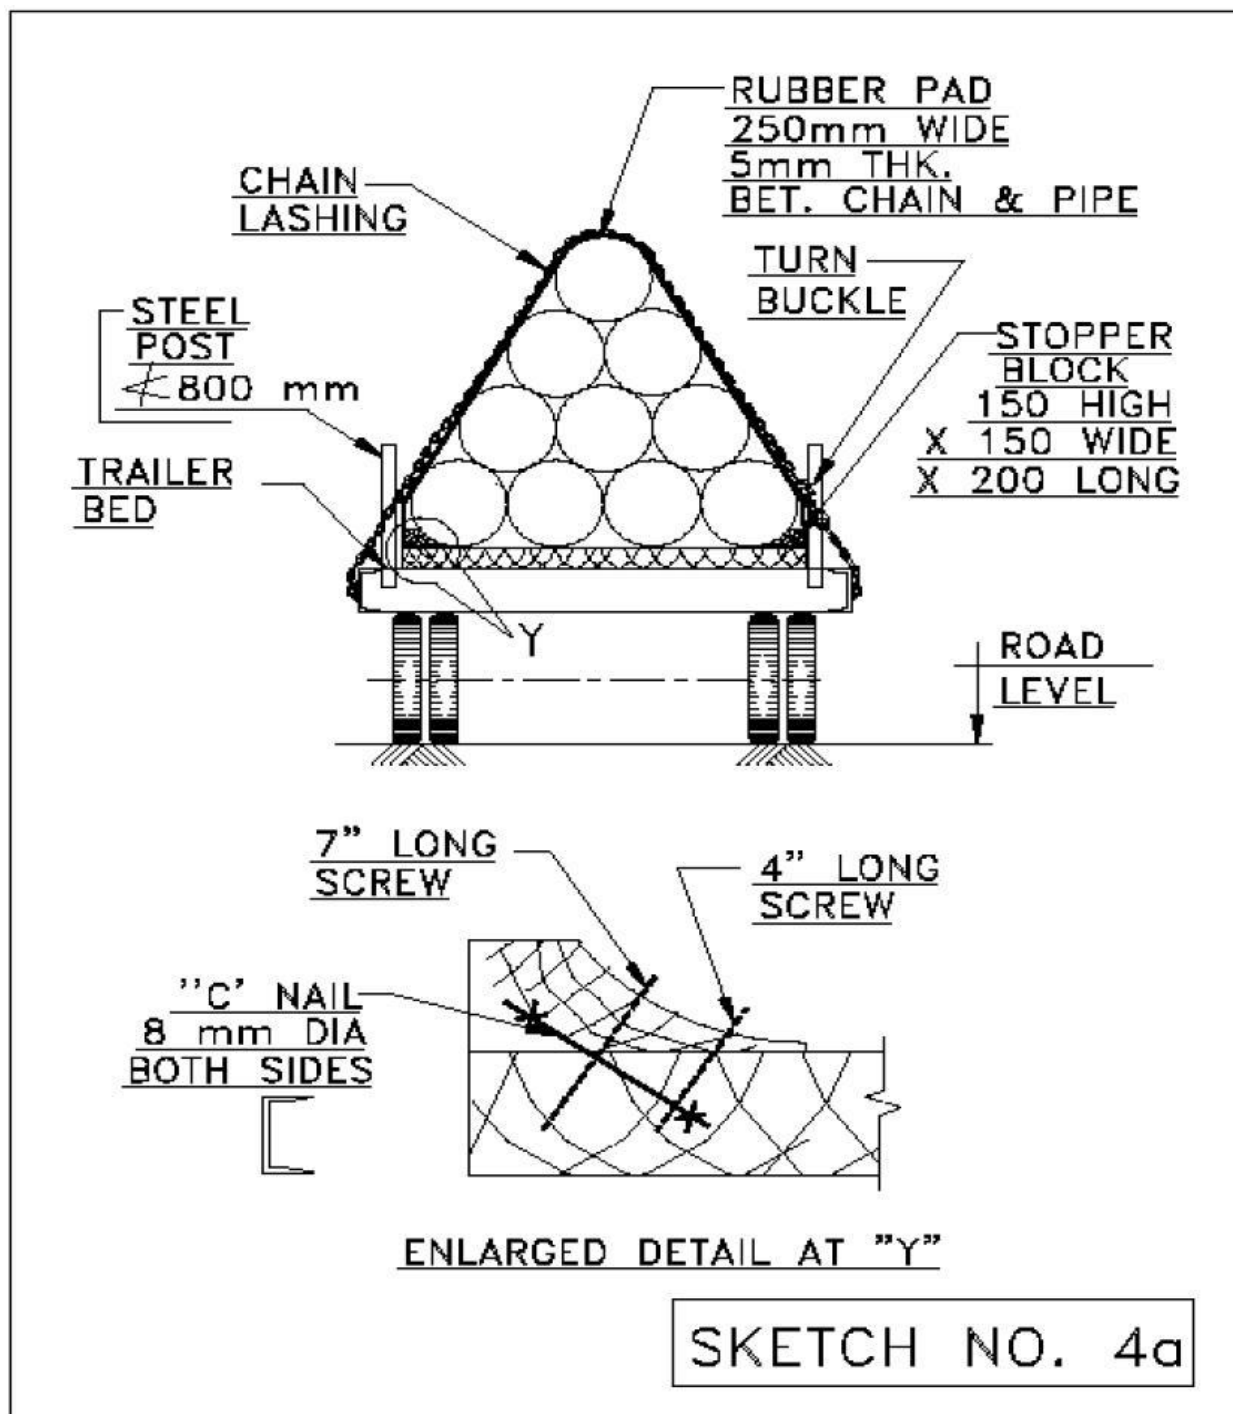 RUBBER PAD
250mm WIDE
5mm THK.
BET. CHAIN & PIPE
CHAIN
LASHING
TURN
BUCKLE
STEEL
POST
≮800 mm
STOPPER
BLOCK
150 HIGH
X 150 WIDE
X 200 LONG
TRAILER
BED
Y
ROAD
LEVEL
7” LONG
SCREW
4” LONG
SCREW
’’C’ NAIL
8 mm DIA
BOTH SIDES
ENLARGED DETAIL AT ”Y”
SKETCH NO. 4a